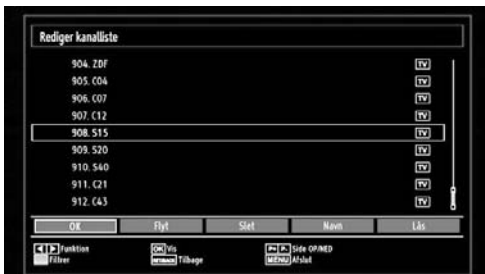 Rediger kanalliste
904. ZDF TV
905. C04 TV
906. C07 TV
907. C12 TV
908. S15 TV
909. S20 TV
910. S40 TV
911. C21 TV
912. C43 TV
OK Flyt Slet Navn Lås
Funktion OK Vis P+ P- Side OP/NED
Filtrer RETBACK Tilbage MENU Afslut